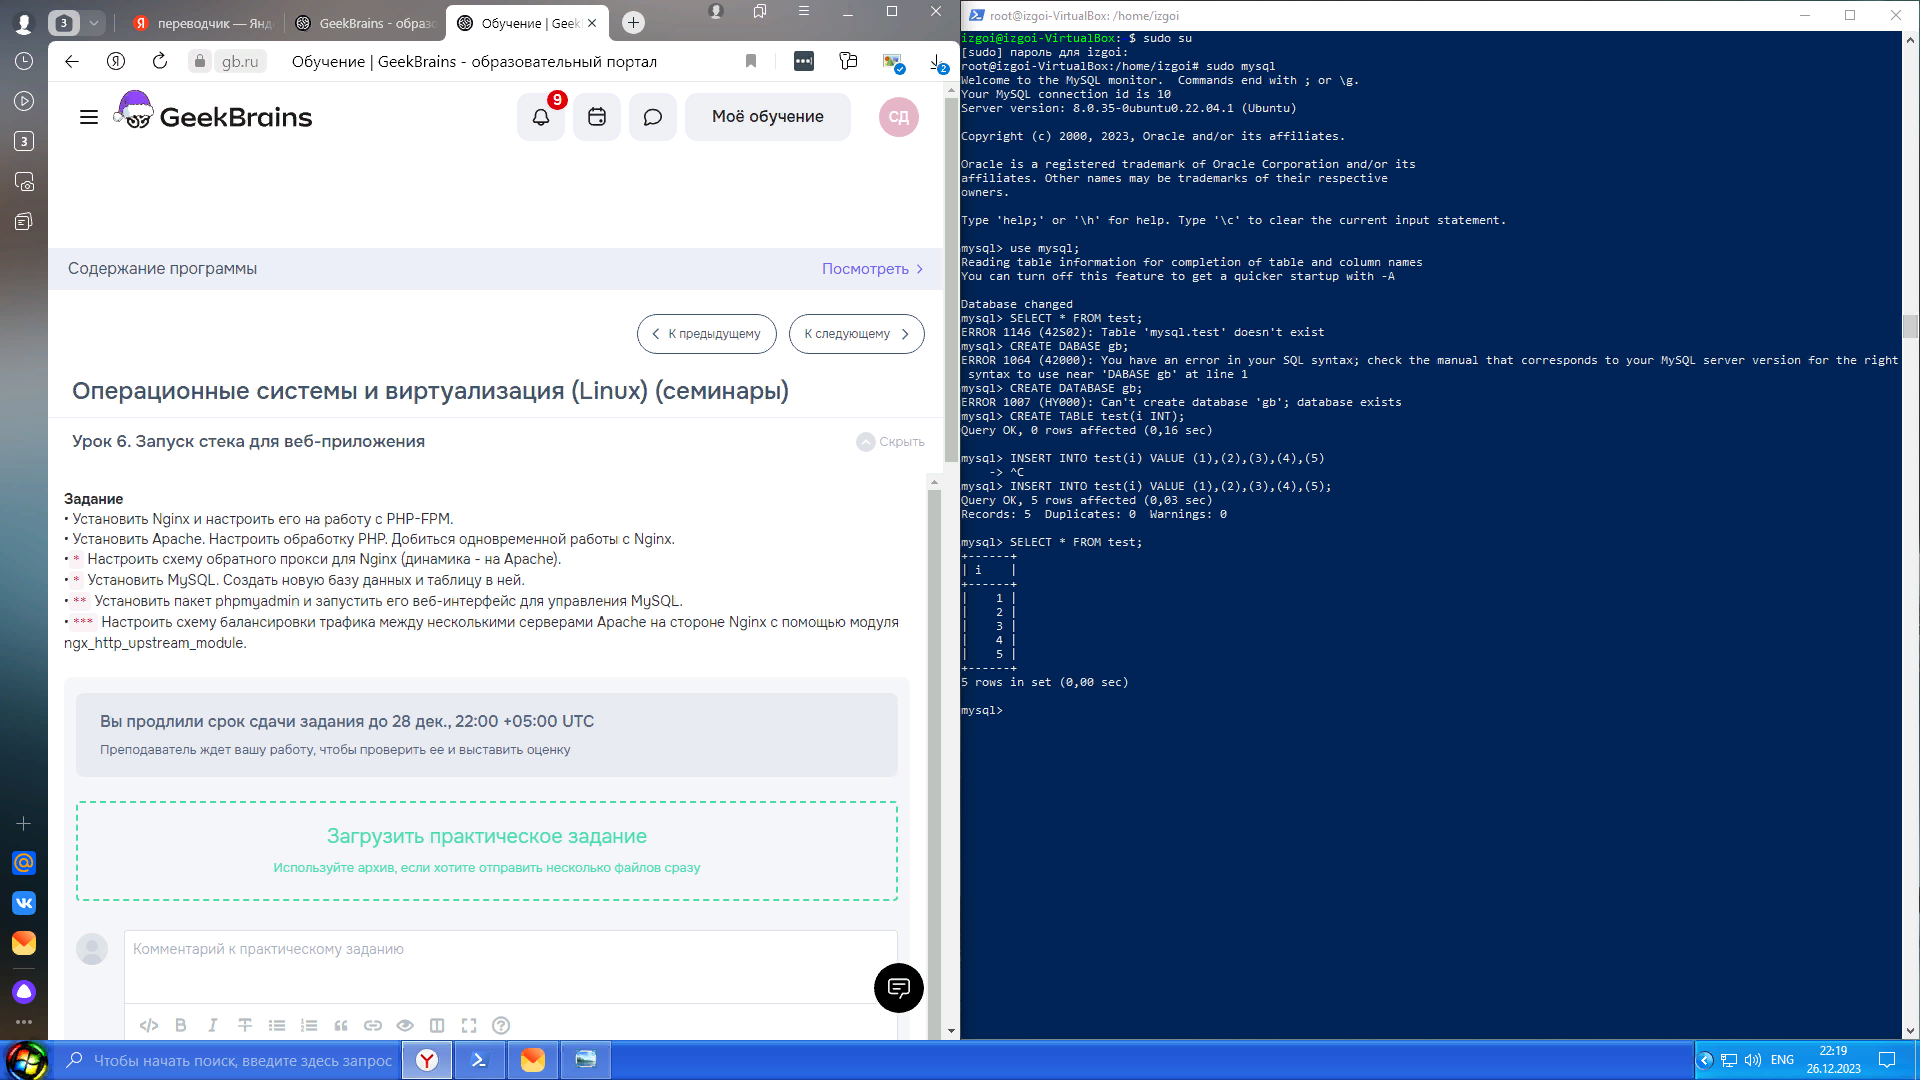 3
переводчик — Янд
GeekBrains - образо
Обучение | Geek
gb.ru
Обучение | GeekBrains - образовательный портал
2
3
GeekBrains
9
Моё обучение
СД
Содержание программы
Посмотреть
К предыдущему
К следующему
Операционные системы и виртуализация (Linux) (семинары)
Урок 6. Запуск стека для веб-приложения
Скрыть
Задание
• Установить Nginx и настроить его на работу с PHP-FPM.
• Установить Apache. Настроить обработку PHP. Добиться одновременной работы с Nginx.
• * Настроить схему обратного прокси для Nginx (динамика - на Apache).
• * Установить MySQL. Создать новую базу данных и таблицу в ней.
• ** Установить пакет phpmyadmin и запустить его веб-интерфейс для управления MySQL.
• *** Настроить схему балансировки трафика между несколькими серверами Apache на стороне Nginx с помощью модуля
ngx_http_upstream_module.
Вы продлили срок сдачи задания до 28 дек., 22:00 +05:00 UTC
Преподаватель ждет вашу работу, чтобы проверить ее и выставить оценку
Загрузить практическое задание
Используйте архив, если хотите отправить несколько файлов сразу
Комментарий к практическому заданию
root@izgoi-VirtualBox: /home/izgoi
izgoi@izgoi-VirtualBox: $ sudo su
[sudo] пароль для izgoi:
root@izgoi-VirtualBox:/home/izgoi# sudo mysql
Welcome to the MySQL monitor.  Commands end with ; or \g.
Your MySQL connection id is 10
Server version: 8.0.35-0ubuntu0.22.04.1 (Ubuntu)
Copyright (c) 2000, 2023, Oracle and/or its affiliates.
Oracle is a registered trademark of Oracle Corporation and/or its
affiliates. Other names may be trademarks of their respective
owners.
Type 'help;' or '\h' for help. Type '\c' to clear the current input statement.
mysql> use mysql;
Reading table information for completion of table and column names
You can turn off this feature to get a quicker startup with -A
Database changed
mysql> SELECT * FROM test;
ERROR 1146 (42S02): Table 'mysql.test' doesn't exist
mysql> CREATE DABASE gb;
ERROR 1064 (42000): You have an error in your SQL syntax; check the manual that corresponds to your MySQL server version for the right
syntax to use near 'DABASE gb' at line 1
mysql> CREATE DATABASE gb;
ERROR 1007 (HY000): Can't create database 'gb'; database exists
mysql> CREATE TABLE test(i INT);
Query OK, 0 rows affected (0,16 sec)
mysql> INSERT INTO test(i) VALUE (1),(2),(3),(4),(5)
    -> ^C
mysql> INSERT INTO test(i) VALUE (1),(2),(3),(4),(5);
Query OK, 5 rows affected (0,03 sec)
Records: 5  Duplicates: 0  Warnings: 0
mysql> SELECT * FROM test;
+------+
| i    |
+------+
|    1 |
|    2 |
|    3 |
|    4 |
|    5 |
+------+
5 rows in set (0,00 sec)
mysql>
Чтобы начать поиск, введите здесь запрос
ENG
22:19
26.12.2023